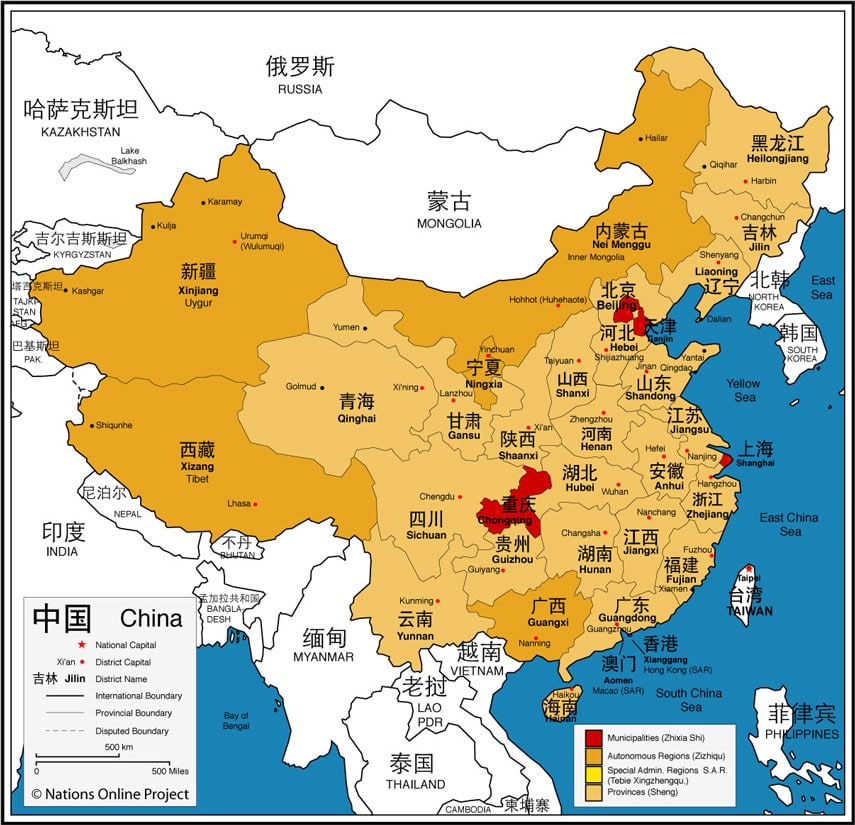 俄罗斯
RUSSIA
哈萨克斯坦
KAZAKHSTAN
Lake
Balkhash
蒙古
MONGOLIA
Hailar
黑龙江
Heilongjiang
Qiqihar
Harbin
Karamay
Kulja
Urumqi
(Wulumuqi)
吉尔吉斯斯坦
KYRGYZSTAN
Changchun
吉林
Jilin
内蒙古
Nei Menggu
Inner Mongolia
Shenyang
Liaoning
辽宁
新疆
Xinjiang
Uygur
塔吉克斯坦
TAJKI
STAN
AFG.
Kashgar
巴基斯坦
PAK.
北京
Beijing
北韩
NORTH
KOREA
East
Sea
Hohhot (Huhehaote)
天津
Tianjin
Dalian
韩国
SOUTH
KOREA
Yumen
河北
Hebei
Shijiazhuang
Yinchuan
宁夏
Ningxia
Taiyuan
山西
Shanxi
Jinan
Qingdao
Yantai
山东
Shandong
Yellow
Sea
Golmud
青海
Qinghai
Xi'ning
Lanzhou
甘肃
Gansu
Xi'an
陕西
Shaanxi
Zhengzhou
河南
Henan
江苏
Jiangsu
Shiqunhe
西藏
Xizang
Tibet
Lhasa
Hefei
安徽
Anhui
Nanjing
上海
Shanghai
Hangzhou
浙江
Zhejiang
湖北
Hubei
Wuhan
重庆
Chongqing
Chengdu
四川
Sichuan
尼泊尔
NEPAL
印度
INDIA
不丹
BHUTAN
East China
Sea
贵州
Guizhou
Guiyang
Changsha
湖南
Hunan
Nanchang
江西
Jiangxi
Fuzhou
福建
Fujian
Xiamen
Taipei
台湾
TAIWAN
孟加拉共和国
BANGLA-
DESH
缅甸
MYANMAR
Kunming
云南
Yunnan
广西
Guangxi
Nanning
广东
Guangdong
Guangzhou
香港
Xianggang
Hong Kong (SAR)
澳门
Aomen
Macao (SAR)
越南
VIETNAM
老挝
LAO
PDR
Haikou
海南
Hainan
South China
Sea
菲律宾
PHILIPPINES
Bay of
Bengal
泰国
THAILAND
CAMBODIA
柬埔寨
中国 China
National Capital
Xi'an District Capital
吉林 Jilin District Name
International Boundary
Provincial Boundary
Disputed Boundary
500 km
0 500 Miles
© Nations Online Project
Municipalities (Zhixia Shi)
Autonomous Regions (Zizhiqu)
Special Admin. Regions S.A.R.
(Tebie Xingzhengqu,)
Provinces (Sheng)